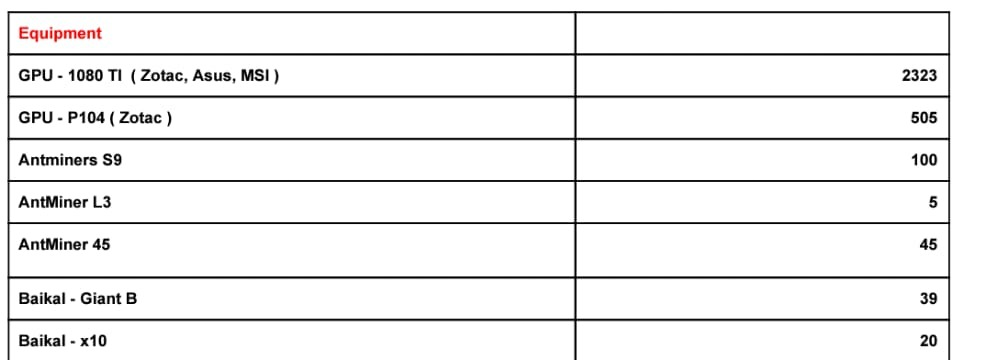 Equipment
GPU - 1080 TI ( Zotac, Asus, MSI ) 2323
GPU - P104 ( Zotac ) 505
Antminers S9 100
AntMiner L3 5
AntMiner 45 45
Baikal - Giant B 39
Baikal - x10 20